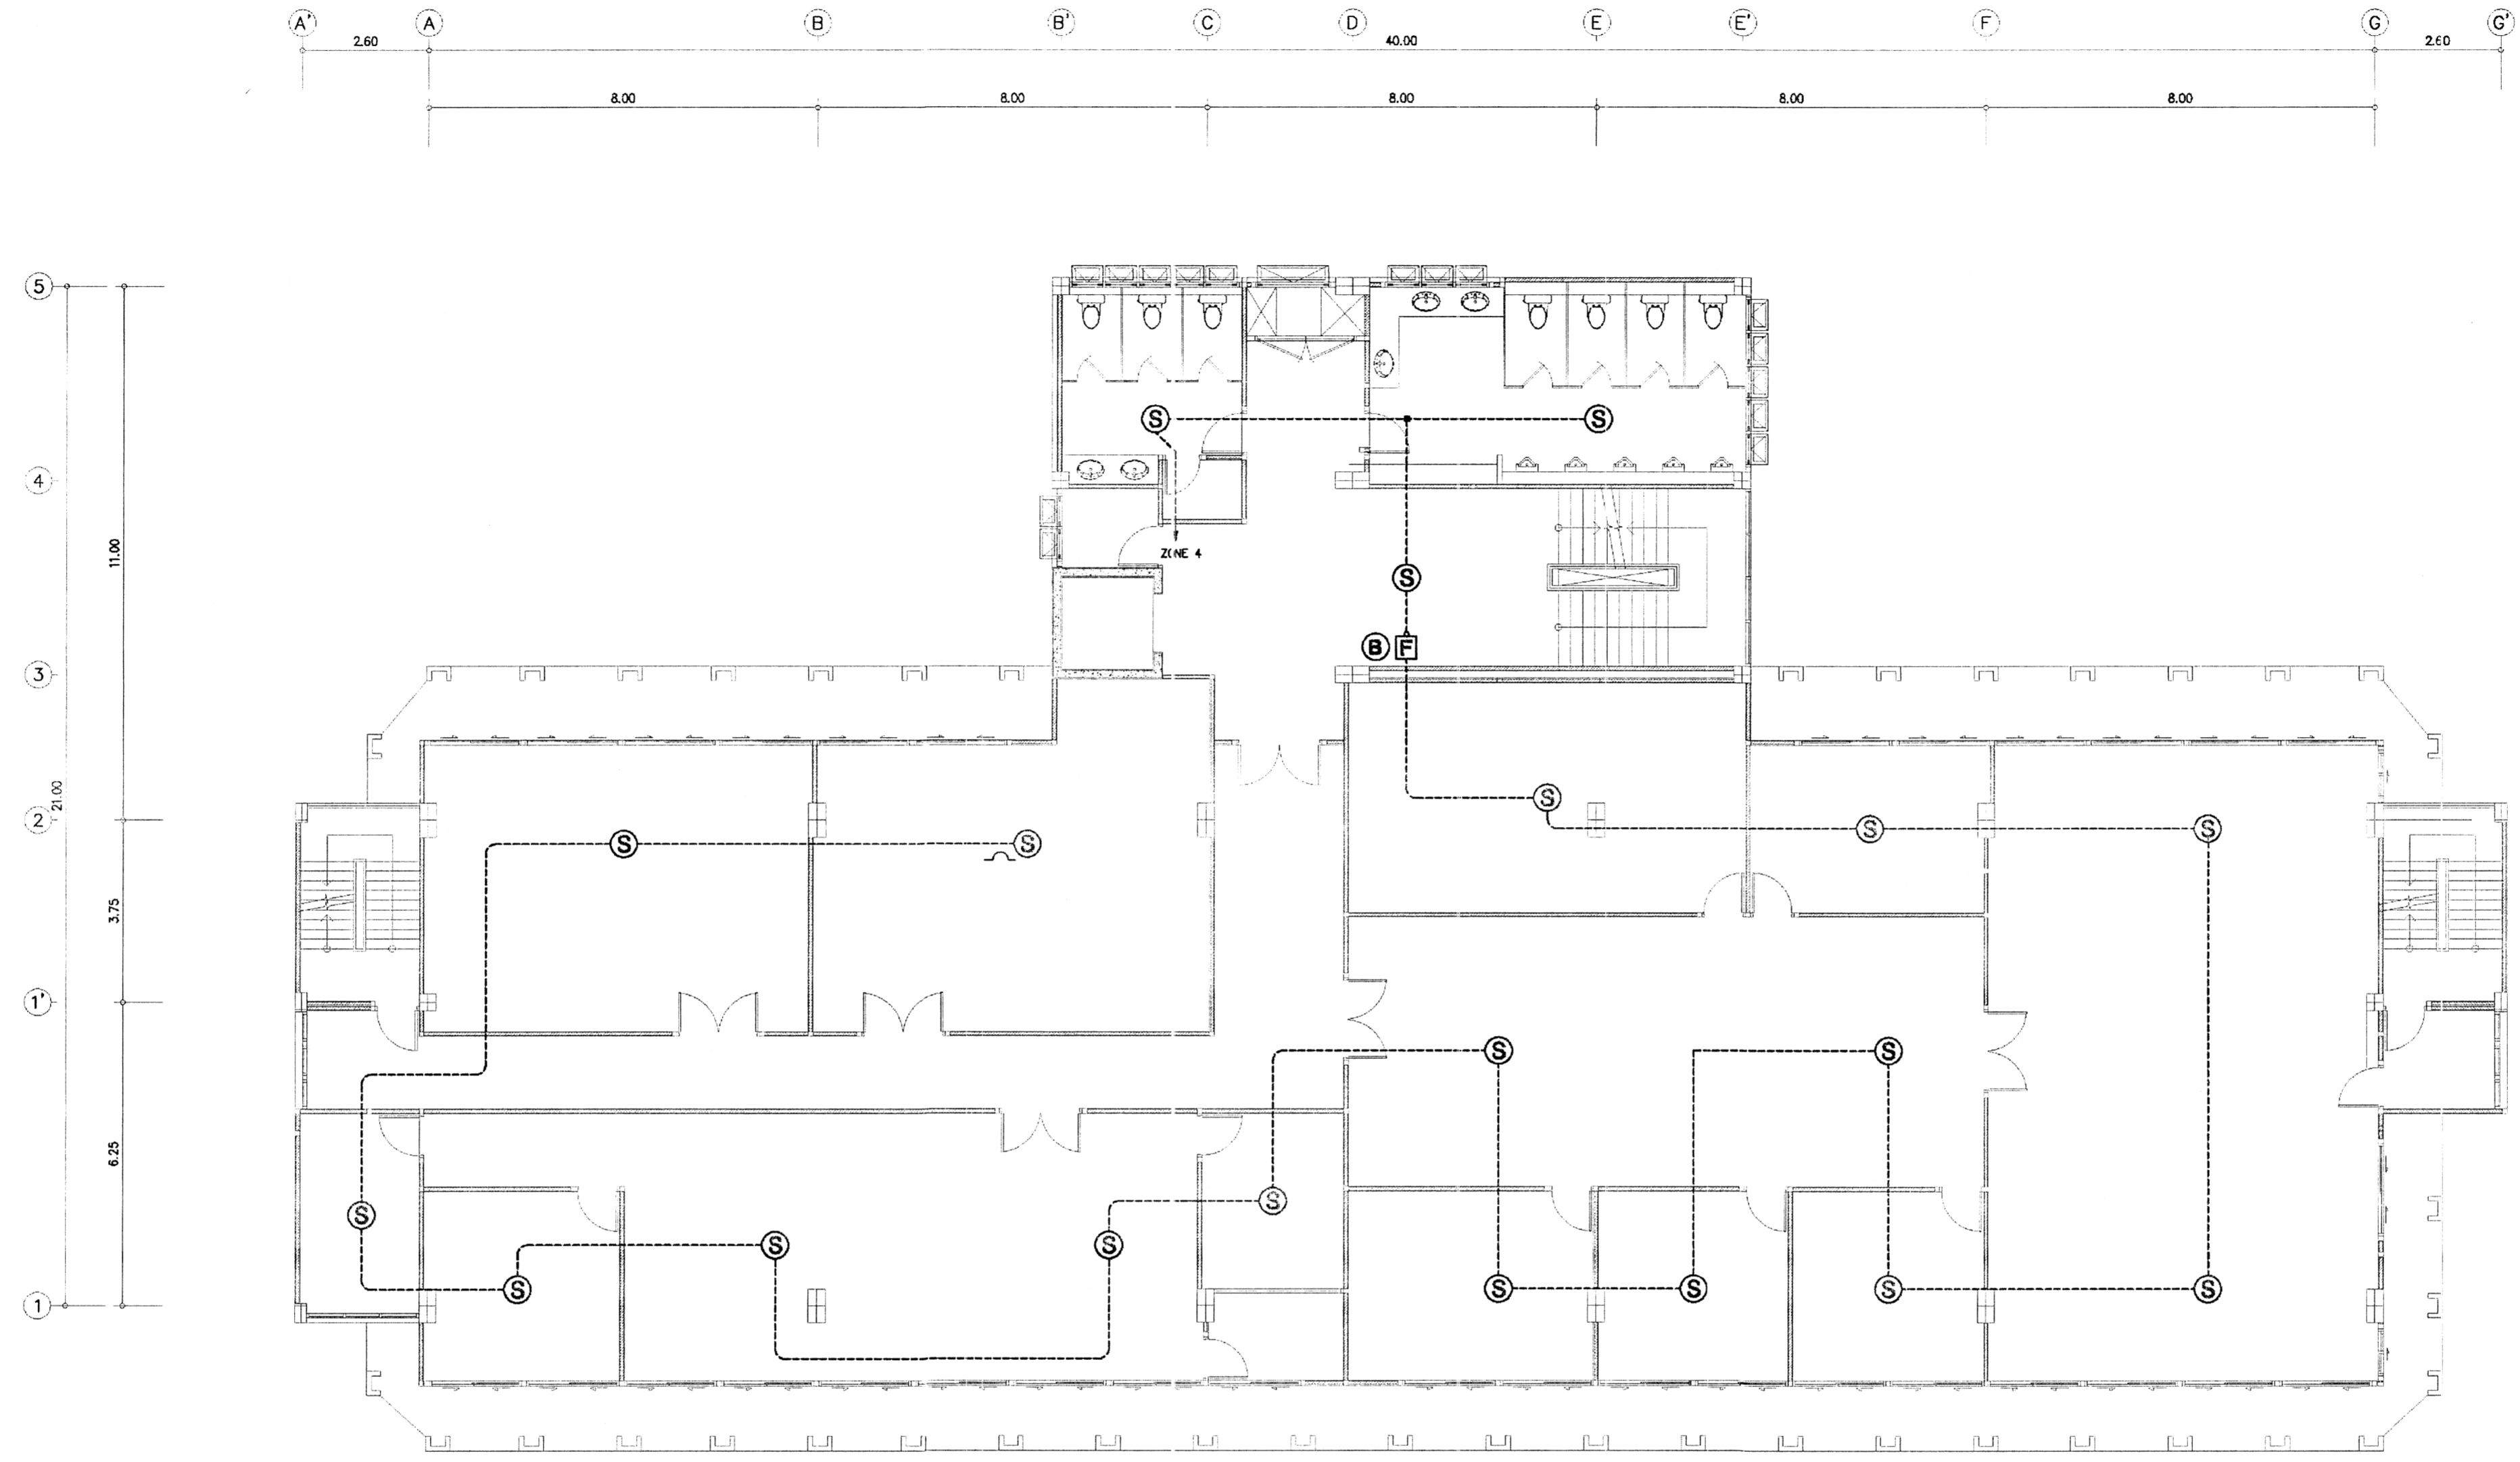 A' A B B' C D E E' F G G'
2.60 40.00 2.60
8.00 8.00 8.00 8.00 8.00
5
S S
4
11.00
ZONE 4
S
B F
3
21.00
S
2 S S
S S
3.75
1'
S S
6.25
S
S
S S
S S S S S
1